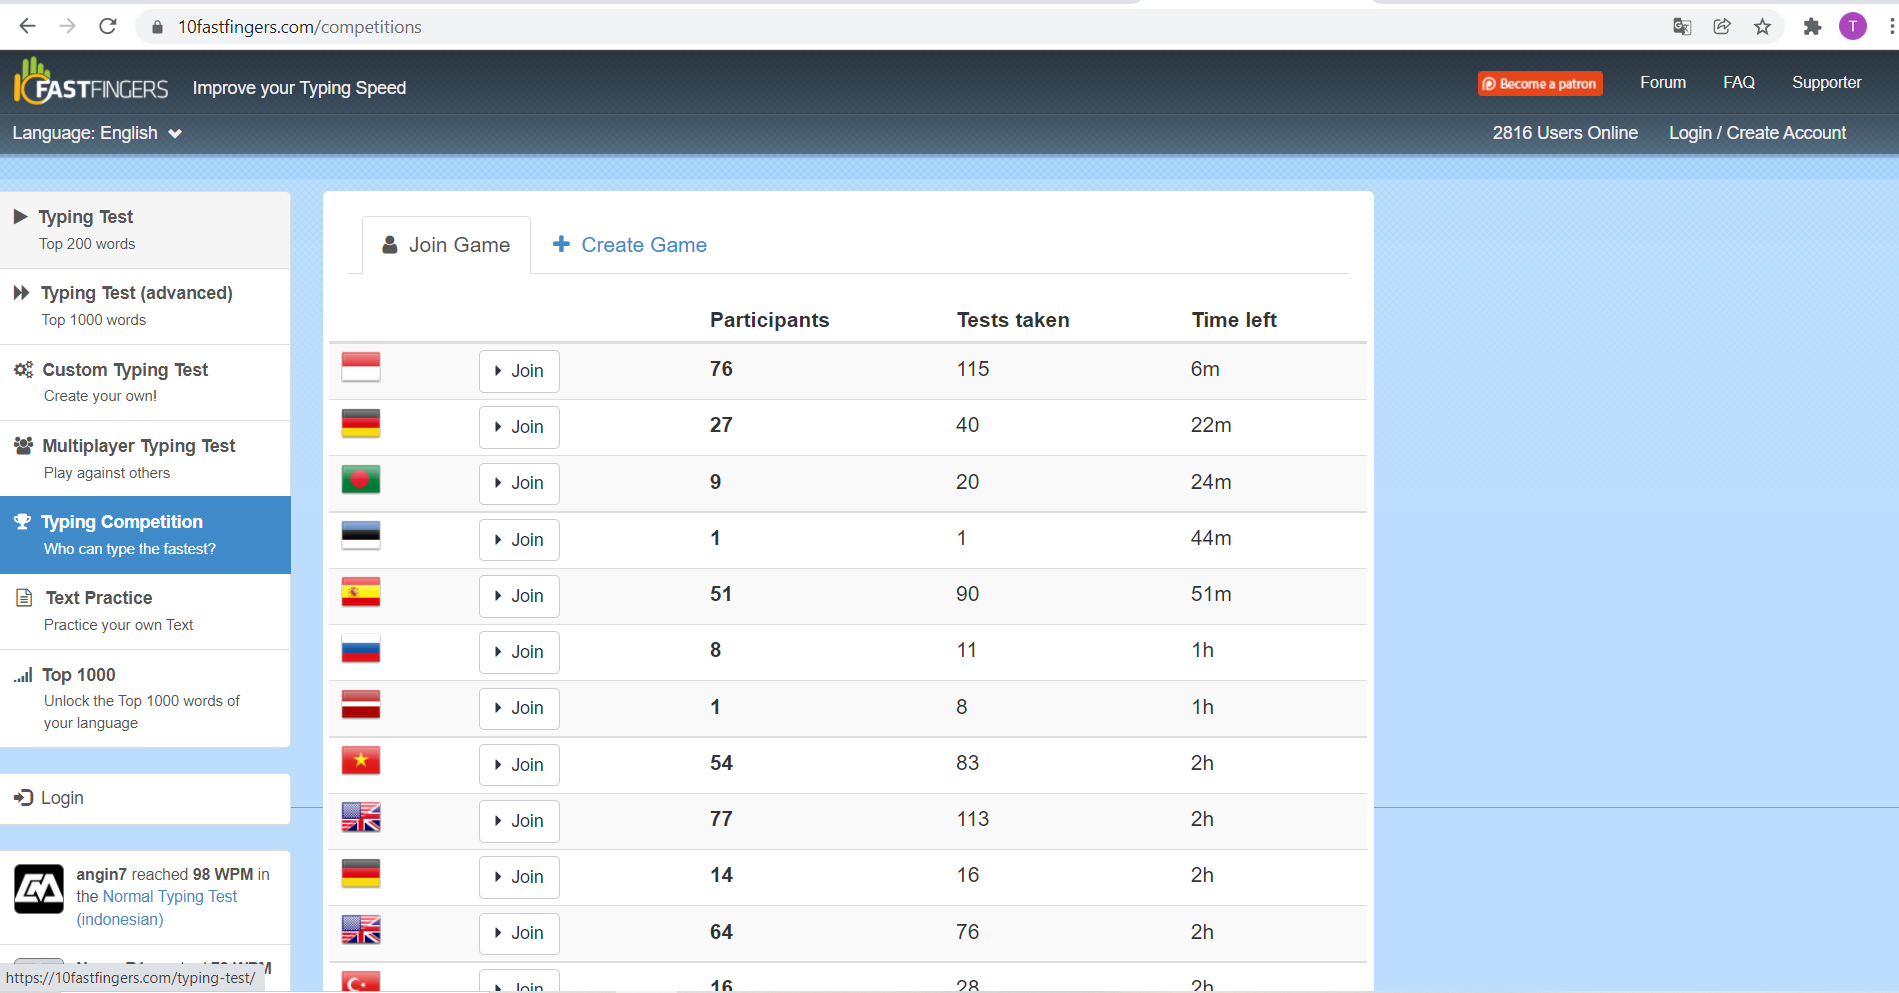 10fastfingers.com/competitions
T
FASTFINGERS
Improve your Typing Speed
Become a patron
Forum
FAQ
Supporter
Language: English
2816 Users Online
Login / Create Account
Typing Test
Top 200 words
Typing Test (advanced)
Top 1000 words
Custom Typing Test
Create your own!
Multiplayer Typing Test
Play against others
Typing Competition
Who can type the fastest?
Text Practice
Practice your own Text
Top 1000
Unlock the Top 1000 words of
your language
Login
angin7 reached 98 WPM in
the Normal Typing Test
(indonesian)
https://10fastfingers.com/typing-test/
Join Game
Create Game
Participants Tests taken Time left
Join 76 115 6m
Join 27 40 22m
Join 9 20 24m
Join 1 1 44m
Join 51 90 51m
Join 8 11 1h
Join 1 8 1h
Join 54 83 2h
Join 77 113 2h
Join 14 16 2h
Join 64 76 2h
Join 16 28 2h